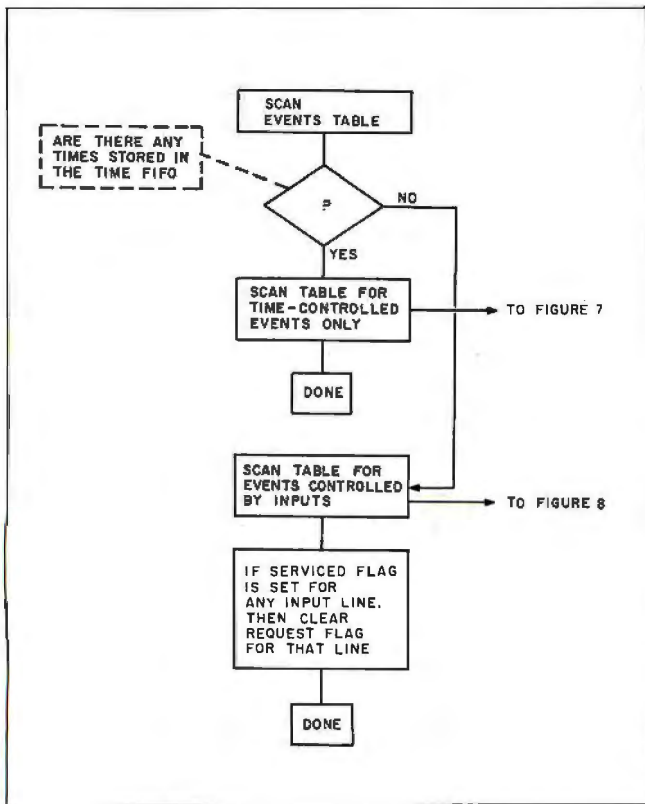 SCAN
EVENTS TABLE
ARE THERE ANY
TIMES STORED IN
THE TIME FIFO
?
NO
YES
SCAN TABLE FOR
TIME-CONTROLLED
EVENTS ONLY
TO FIGURE 7
DONE
SCAN TABLE FOR
EVENTS CONTROLLED
BY INPUTS
TO FIGURE 8
IF SERVICED FLAG
IS SET FOR
ANY INPUT LINE,
THEN CLEAR
REQUEST FLAG
FOR THAT LINE
DONE